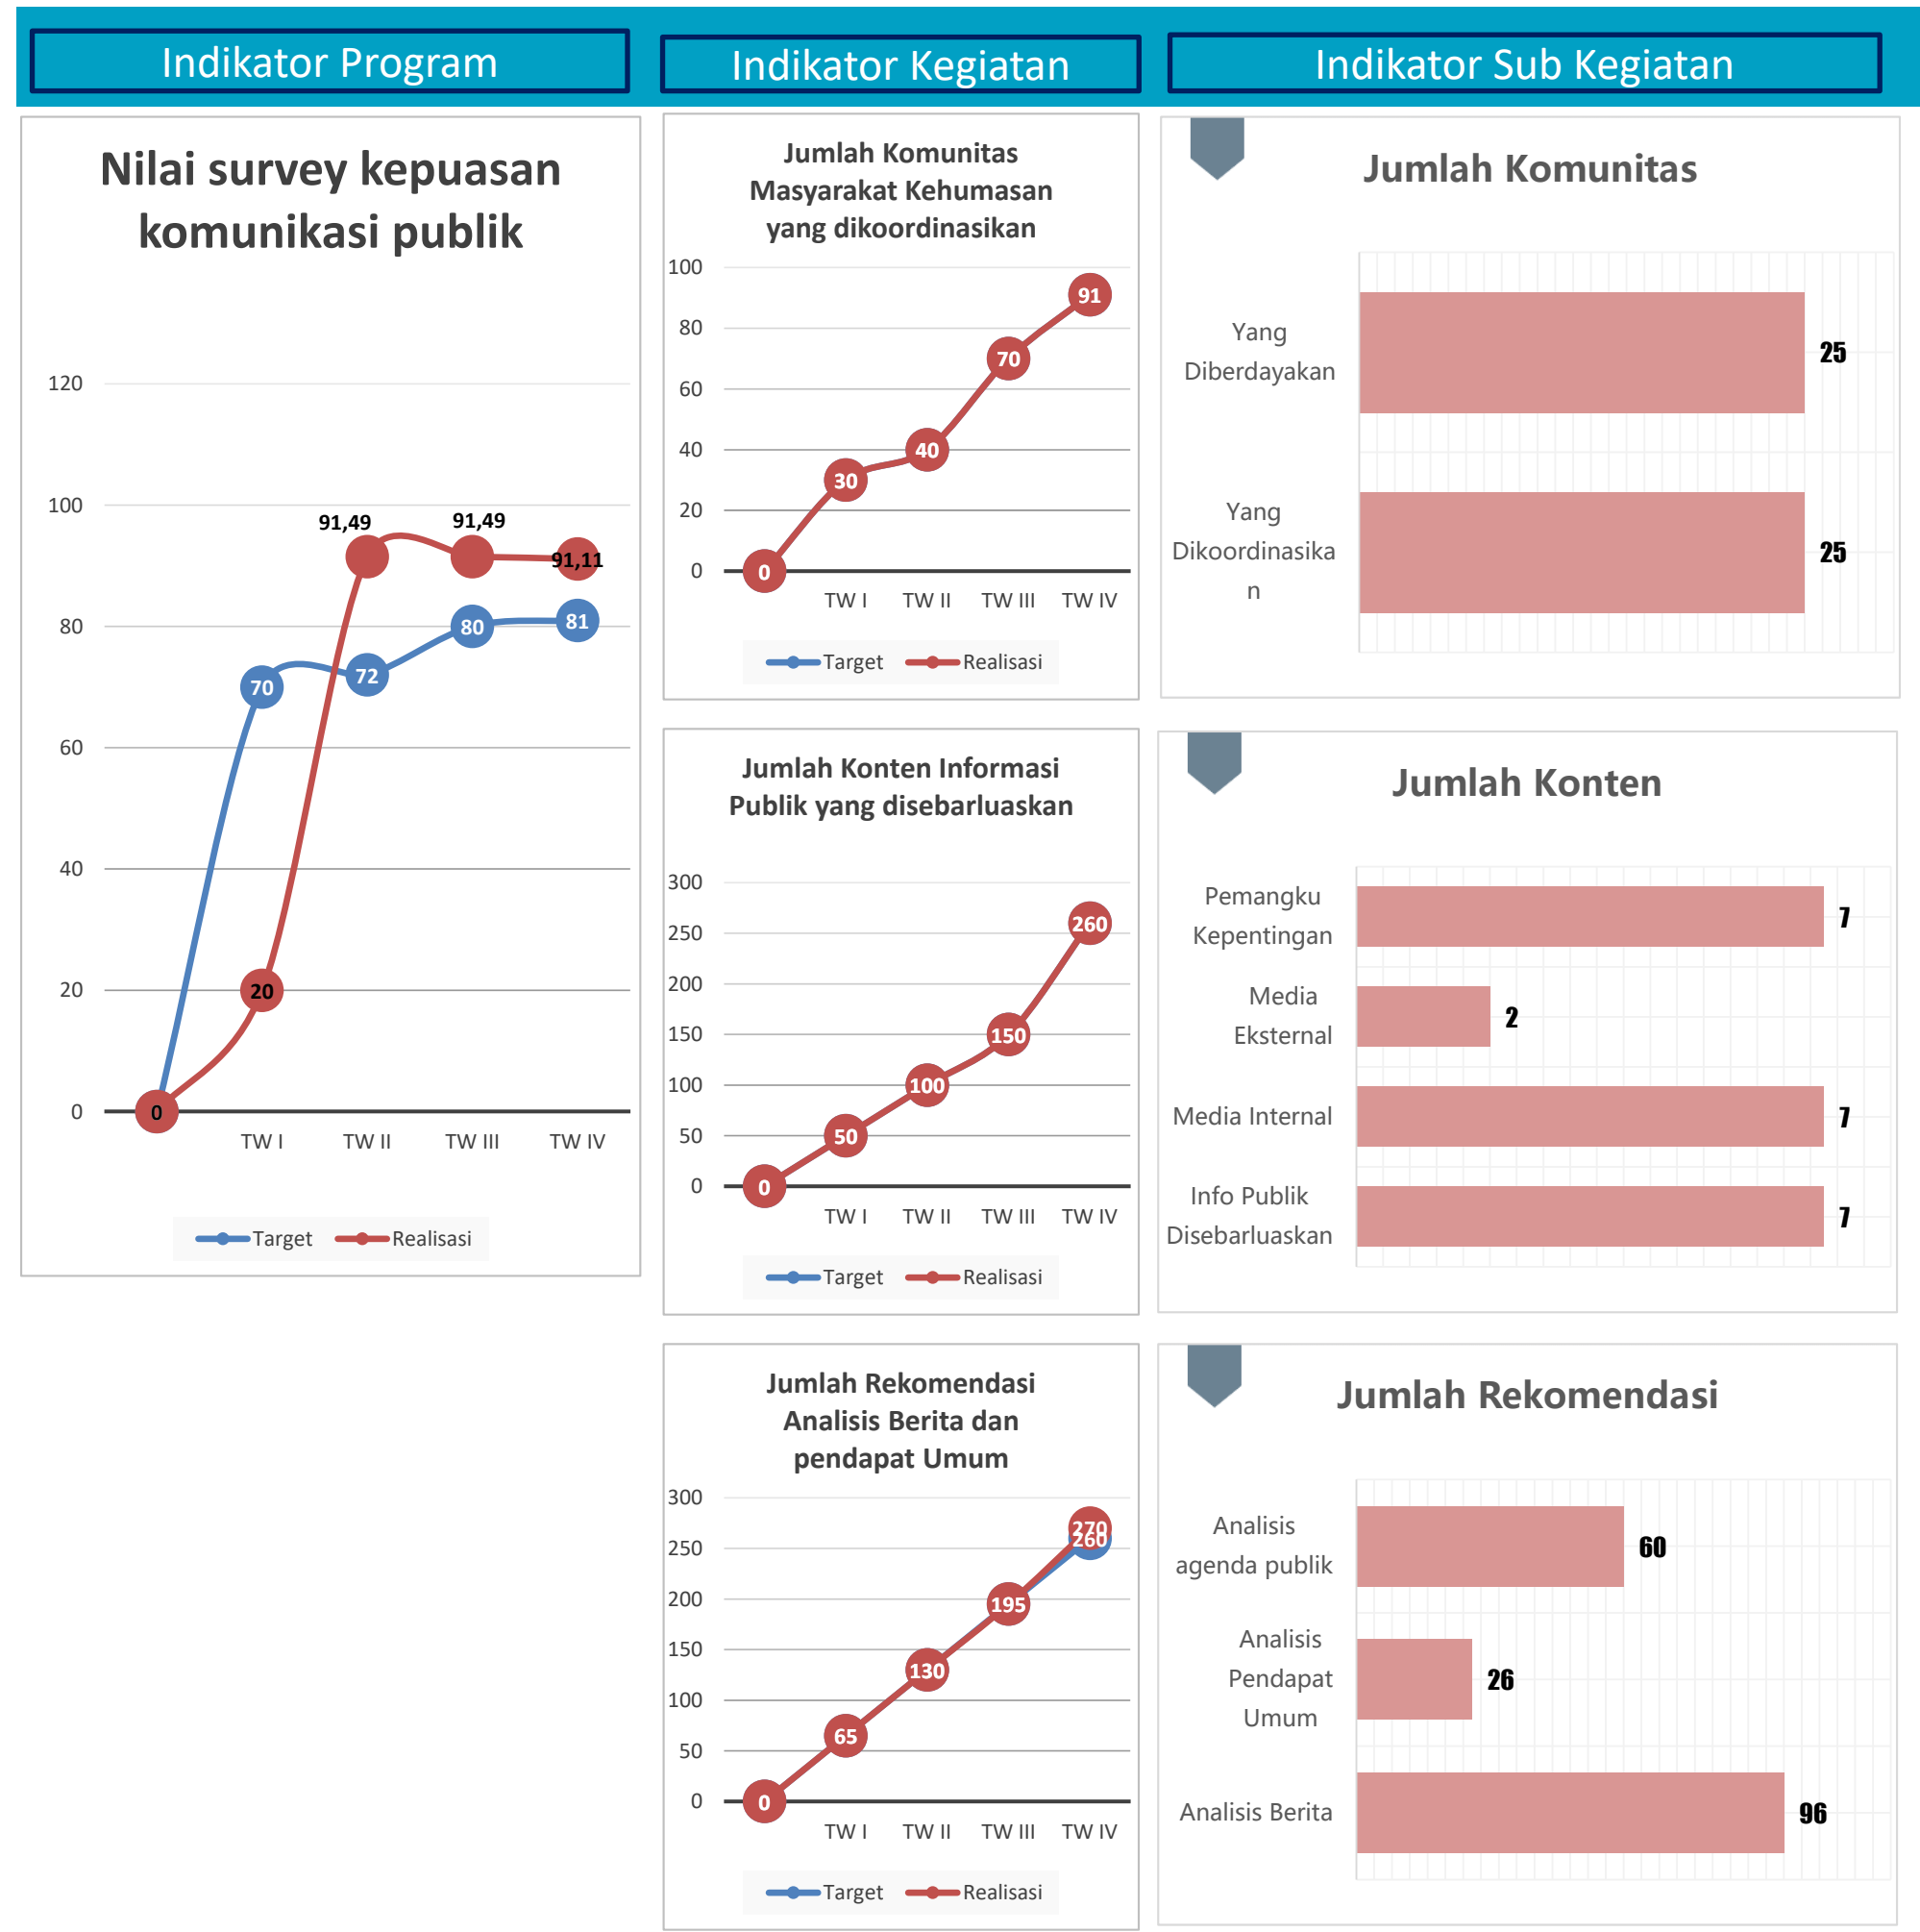 Indikator Program
Indikator Kegiatan
Indikator Sub Kegiatan
Nilai survey kepuasan
komunikasi publik
120
100
80
60
40
20
0
91,49
91,49
91,11
70
72
80
81
20
0
TW I
TW II
TW III
TW IV
Target
Realisasi
Jumlah Komunitas
Masyarakat Kehumasan
yang dikoordinasikan
100
80
60
40
20
0
0
30
40
70
91
TW I
TW II
TW III
TW IV
Target
Realisasi
Jumlah Komunitas
Yang
Diberdayakan
25
Yang
Dikoordinasika
n
25
Jumlah Konten Informasi
Publik yang disebarluaskan
300
250
200
150
100
50
0
0
50
100
150
260
TW I
TW II
TW III
TW IV
Target
Realisasi
Jumlah Konten
Pemangku
Kepentingan
7
Media
Eksternal
2
Media Internal
7
Info Publik
Disebarluaskan
7
Jumlah Rekomendasi
Analisis Berita dan
pendapat Umum
300
250
200
150
100
50
0
0
65
130
195
270
260
TW I
TW II
TW III
TW IV
Target
Realisasi
Jumlah Rekomendasi
Analisis
agenda publik
60
Analisis
Pendapat
Umum
26
Analisis Berita
96